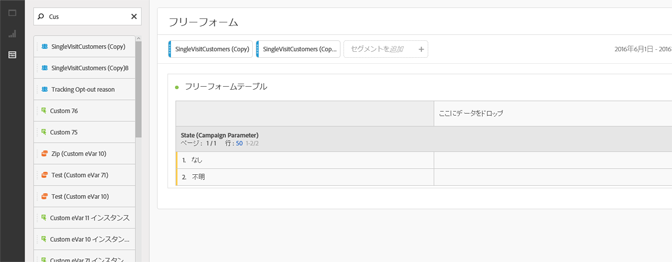 Cus
SingleVisitCustomers (Copy)
SingleVisitCustomers (Copy)8
Tracking Opt-out reason
Custom 76
Custom 75
Zip (Custom eVar 10)
Test (Custom eVar 71)
Test (Custom eVar 10)
Custom eVar 11 インスタンス
Custom eVar 10 インスタン...
Custom eVar 71 インスタン
フリーフォーム
SingleVisitCustomers (Copy)
SingleVisitCustomers (Cop...
セグメントを追加
2016年6月1日 - 2016
フリーフォームテーブル
ここにデータをドロップ
State (Campaign Parameter)
ページ: 1/1 行: 50 1-2/2
1. なし
2. 不明